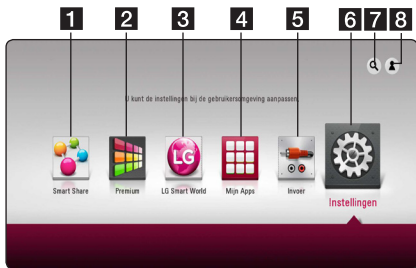 1 2 3 4 5 6 7 8
U kunt de instellingen bij de gebruikersomgeving aanpassen.
LG
Smart Share Premium LG Smart World Mijn Apps Invoer
Instellingen